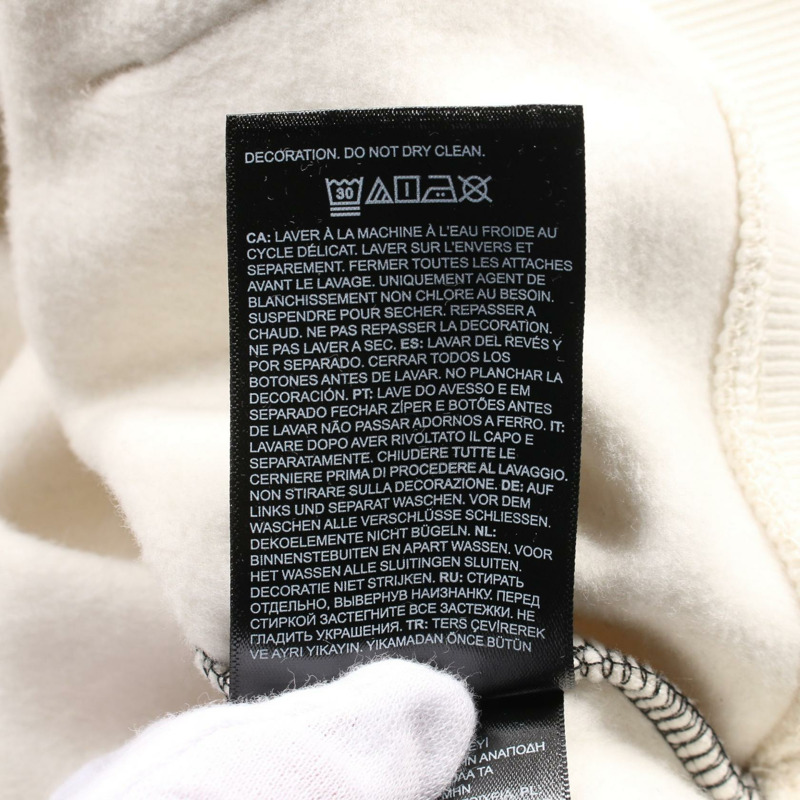 DECORATION. DO NOT DRY CLEAN.
30
CA: LAVER À LA MACHINE À L'EAU FROIDE AU
CYCLE DÉLICAT. LAVER SUR L'ENVERS ET
SEPAREMENT. FERMER TOUTES LES ATTACHES
AVANT LE LAVAGE. UNIQUEMENT AGENT DE
BLANCHISSEMENT NON CHLORE AU BESOIN.
SUSPENDRE POUR SECHER. REPASSER A
CHAUD. NE PAS REPASSER LA DECORATION.
NE PAS LAVER A SEC. ES: LAVAR DEL REVÉS Y
POR SEPARADO. CERRAR TODOS LOS
BOTONES ANTES DE LAVAR. NO PLANCHAR LA
DECORACIÓN. PT: LAVE DO AVESSO E EM
SEPARADO FECHAR ZÍPER E BOTÕES ANTES
DE LAVAR NÃO PASSAR ADORNOS A FERRO. IT:
LAVARE DOPO AVER RIVOLTATO IL CAPO E
SEPARATAMENTE. CHIUDERE TUTTE LE
CERNIERE PRIMA DI PROCEDERE AL LAVAGGIO.
NON STIRARE SULLA DECORAZIONE. DE: AUF
LINKS UND SEPARAT WASCHEN. VOR DEM
WASCHEN ALLE VERSCHLÜSSE SCHLIESSEN.
DEKOELEMENTE NICHT BÜGELN. NL:
BINNENSTEBUITEN EN APART WASSEN. VOOR
HET WASSEN ALLE SLUITINGEN SLUITEN.
DECORATIE NIET STRIJKEN. RU: СТИРАТЬ
ОТДЕЛЬНО, ВЫВЕРНУВ НАИЗНАНКУ. ПЕРЕД
СТИРКОЙ ЗАСТЕГНИТЕ ВСЕ ЗАСТЕЖКИ. НЕ
ГЛАДИТЬ УКРАШЕНИЯ. TR: TERS ÇEVİREREK
VE AYRI YIKAYIN. YIKAMADAN ÖNCE BÜTÜN
ΑΝΑΠΟΔΗ
ΤΑ
PL: